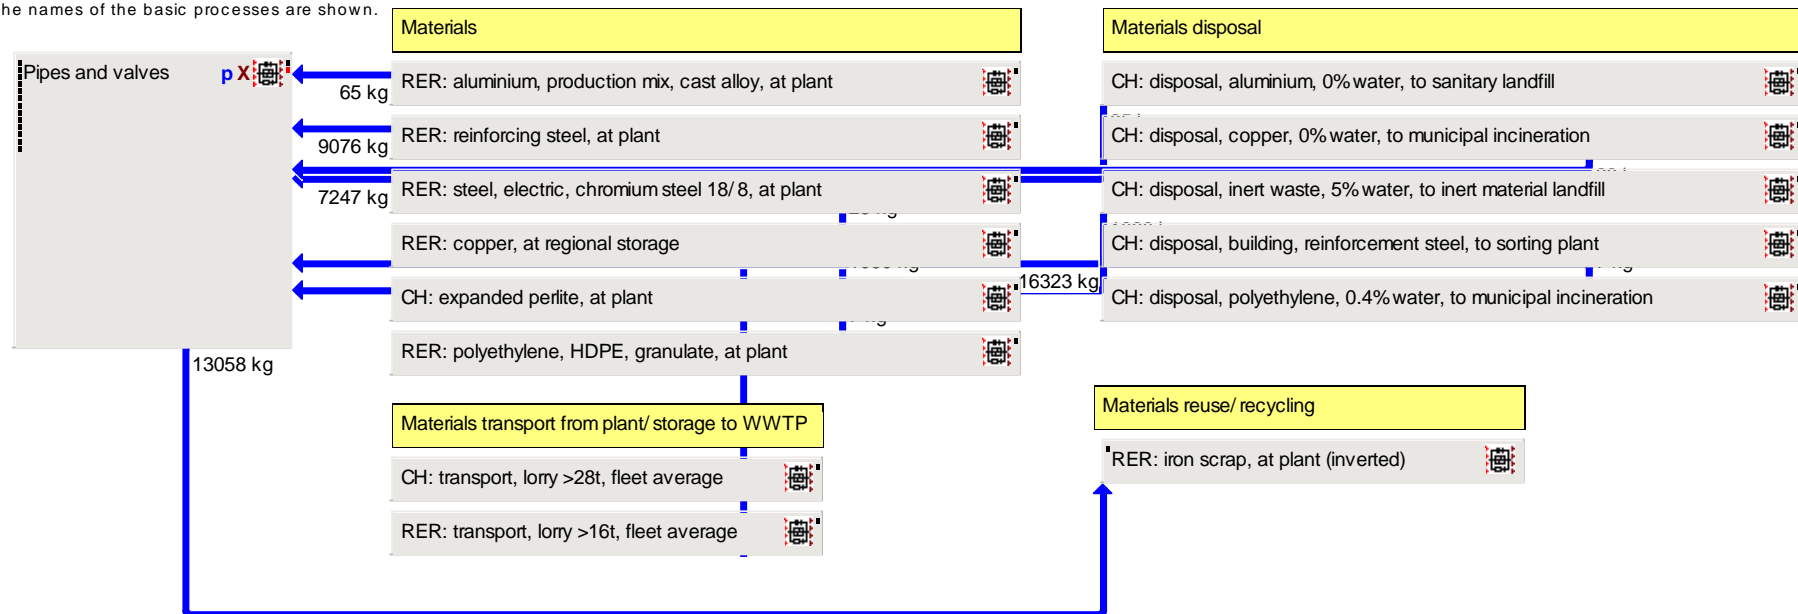 he names of the basic processes are shown.
Pipes and valves
p X
Materials
RER: aluminium, production mix, cast alloy, at plant
65 kg
RER: reinforcing steel, at plant
9076 kg
RER: steel, electric, chromium steel 18/8, at plant
7247 kg
RER: copper, at regional storage
CH: expanded perlite, at plant
RER: polyethylene, HDPE, granulate, at plant
13058 kg
Materials transport from plant/storage to WWTP
CH: transport, lorry >28t, fleet average
RER: transport, lorry >16t, fleet average
Materials disposal
CH: disposal, aluminium, 0% water, to sanitary landfill
CH: disposal, copper, 0% water, to municipal incineration
CH: disposal, inert waste, 5% water, to inert material landfill
CH: disposal, building, reinforcement steel, to sorting plant
16323 kg
CH: disposal, polyethylene, 0.4% water, to municipal incineration
Materials reuse/recycling
RER: iron scrap, at plant (inverted)